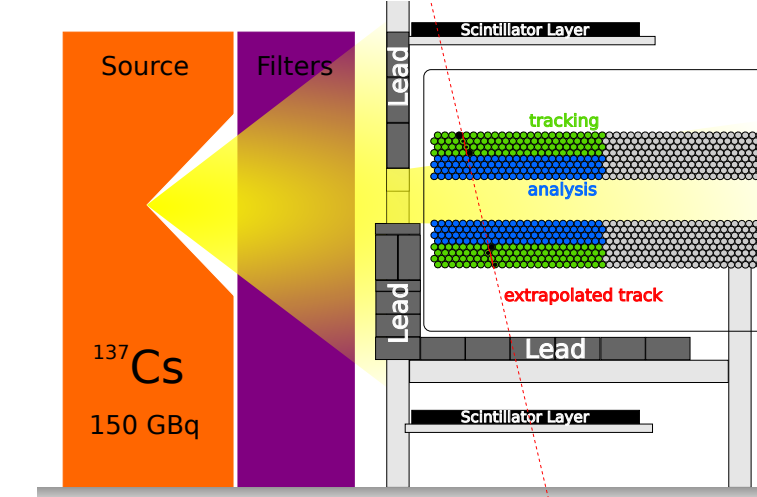 Source
Filters
Lead
Scintillator Layer
tracking
analysis
extrapolated track
Lead
Lead
137Cs
150 GBq
Scintillator Layer